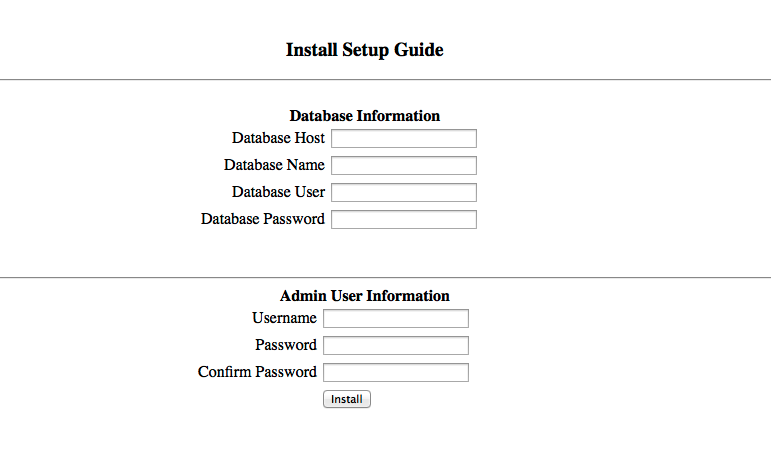 Install Setup Guide
Database Information
Database Host
Database Name
Database User
Database Password
Admin User Information
Username
Password
Confirm Password
Install